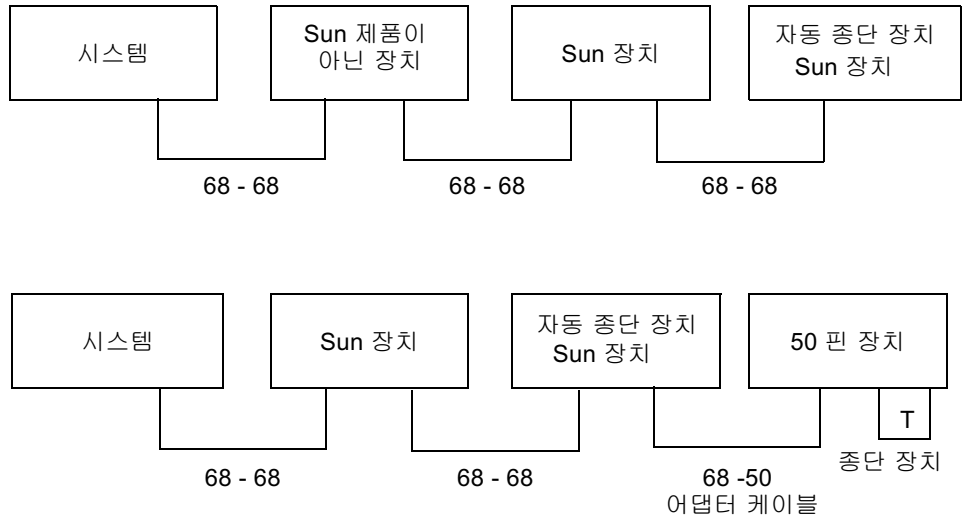 시스템
Sun 제품이
아닌 장치
Sun 장치
자동 종단 장치
Sun 장치
68 - 68
68 - 68
68 - 68
시스템
Sun 장치
자동 종단 장치
Sun 장치
50 핀 장치
T
종단 장치
68 - 68
68 - 68
68 -50
어댑터 케이블